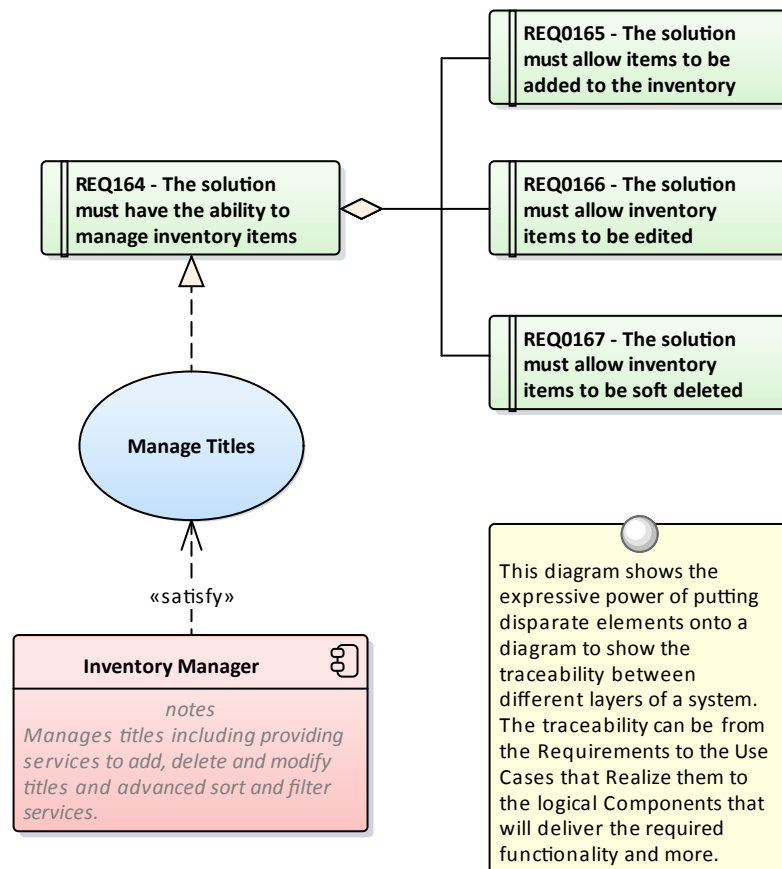 REQ0165 - The solution
must allow items to be
added to the inventory
REQ164 - The solution
must have the ability to
manage inventory items
REQ0166 - The solution
must allow inventory
items to be edited
REQ0167 - The solution
must allow inventory
items to be soft deleted
Manage Titles
«satisfy»
Inventory Manager
notes
Manages titles including providing
services to add, delete and modify
titles and advanced sort and filter
services.
This diagram shows the
expressive power of putting
disparate elements onto a
diagram to show the
traceability between
different layers of a system.
The traceability can be from
the Requirements to the Use
Cases that Realize them to
the logical Components that
will deliver the required
functionality and more.